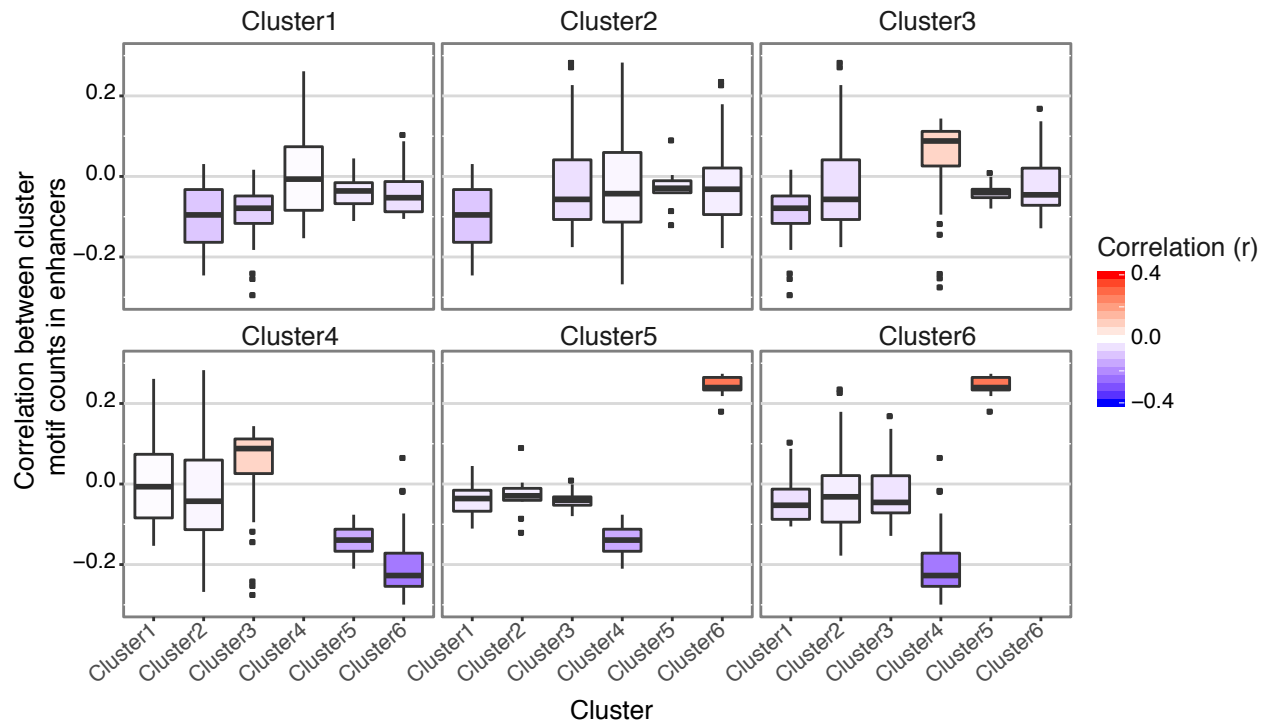 Cluster1 Cluster2 Cluster3
0.2
0.0
−0.2
Cluster4 Cluster5 Cluster6
0.2
0.0
−0.2
Correlation between cluster
motif counts in enhancers
Cluster1 Cluster2 Cluster3 Cluster4 Cluster5 Cluster6
Cluster1 Cluster2 Cluster3 Cluster4 Cluster5 Cluster6
Cluster1 Cluster2 Cluster3 Cluster4 Cluster5 Cluster6
Cluster
Correlation (r)
0.4
0.0
−0.4